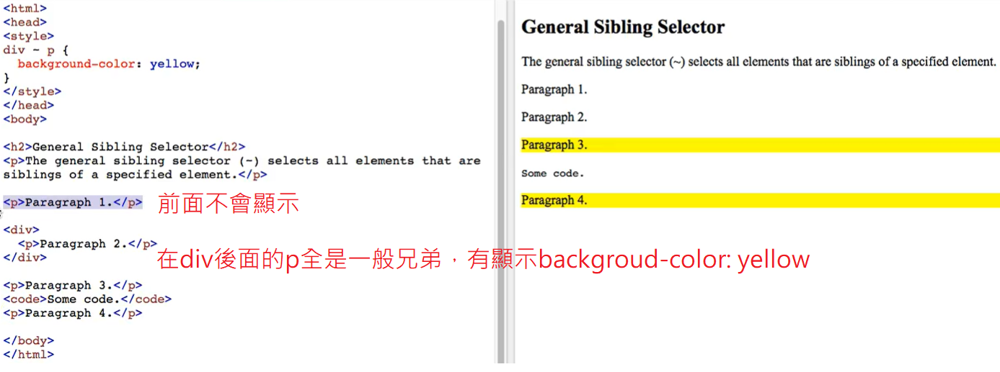 <html>
<head>
<style>
div ~ p {
  background-color: yellow;
}
</style>
</head>
<body>
<h2>General Sibling Selector</h2>
<p>The general sibling selector (~) selects all elements that are
siblings of a specified element.</p>
<p>Paragraph 1.</p>
前面不會顯示
<div>
  <p>Paragraph 2.</p>
</div>
在div後面的p全是一般兄弟，有顯示backgroud-color: yellow
<p>Paragraph 3.</p>
<code>Some code.</code>
<p>Paragraph 4.</p>
</body>
</html>
General Sibling Selector
The general sibling selector (~) selects all elements that are siblings of a specified element.
Paragraph 1.
Paragraph 2.
Paragraph 3.
Some code.
Paragraph 4.